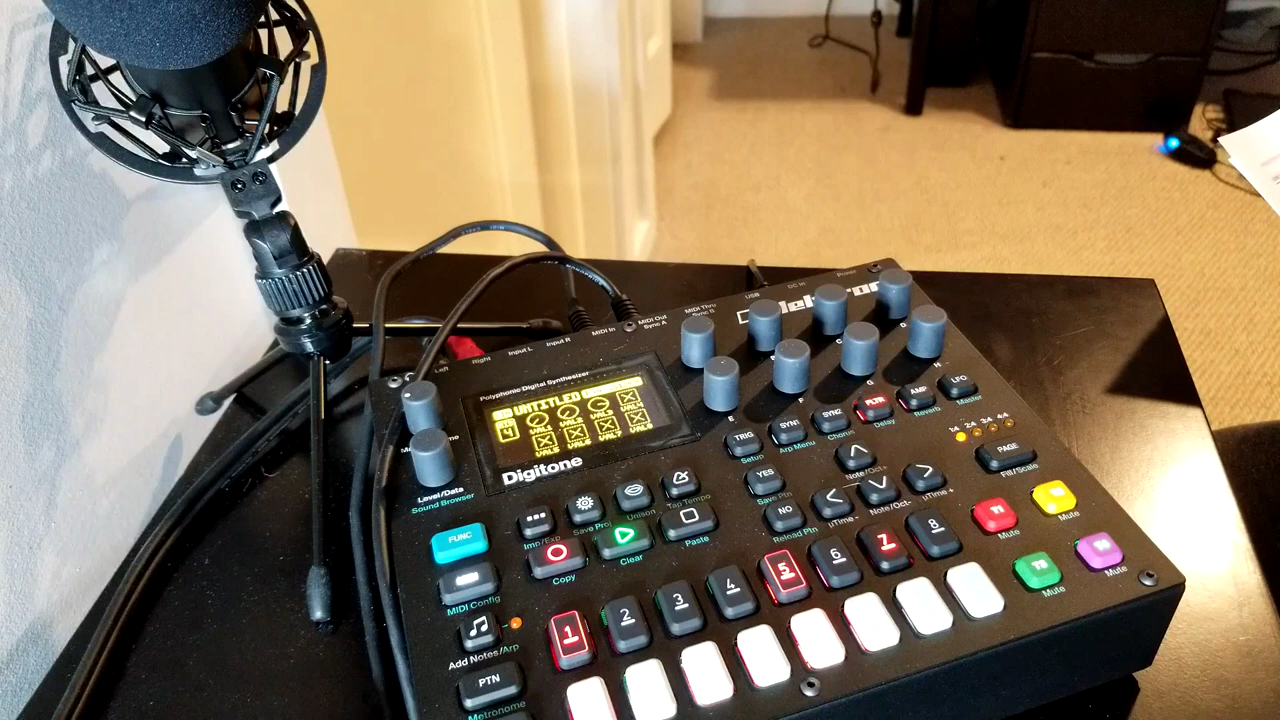 Power
DC In
USB
MIDI Thru
Sync B
MIDI Out
Sync A
MIDI In
Input R
Input L
Right
Left
Polyphonic Digital Synthesizer
UNTITLED
4
VAL1
VAL2
VAL3
VAL4
VAL5
VAL6
VAL7
VAL8
Digitone
Level/Data
Sound Browser
D
E
F
G
H
TRIG
Setup
SYN1
Arp Menu
SYN2
Chorus
FLTR
Delay
AMP
Reverb
LFO
Master
1:4
2:4
3:4
4:4
PAGE
Fill/Scale
YES
Save Ptn
NO
Reload Ptn
Note/Oct+
µTime -
Note/Oct-
µTime +
Imp/Exp
Save Proj
Unison
Tap Tempo
FUNC
Copy
Clear
Paste
MIDI Config
Add Notes/Arp
PTN
Metronome
1
2
3
4
5
6
7
8
T1
Mute
Mute
T3
Mute
T4
Mute